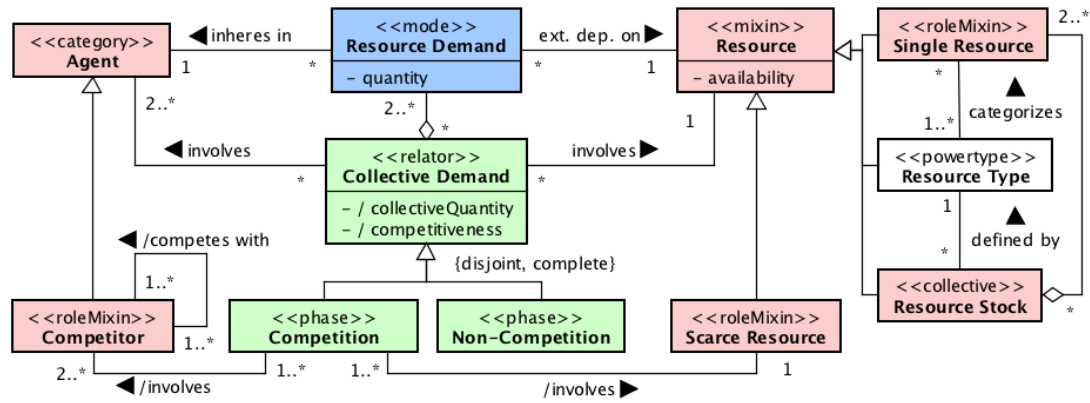 <<category>>
Agent
◀ inheres in
1
*
<<mode>>
Resource Demand
- quantity
ext. dep. on ▶
*
1
<<mixin>>
Resource
- availability
<<roleMixin>>
Single Resource
2..*
*
▲
categorizes
1..*
<<powertype>>
Resource Type
1
▲
defined by
*
<<collective>>
Resource Stock
*
2..*
◀ involves
*
2..*
*
<<relator>>
Collective Demand
- / collectiveQuantity
- / competitiveness
involves ▶
*
1
{disjoint, complete}
◀ /competes with
1..*
1..*
<<roleMixin>>
Competitor
<<phase>>
Competition
<<phase>>
Non-Competition
<<roleMixin>>
Scarce Resource
2..*
◀ /involves
1..*
1..*
/involves ▶
1